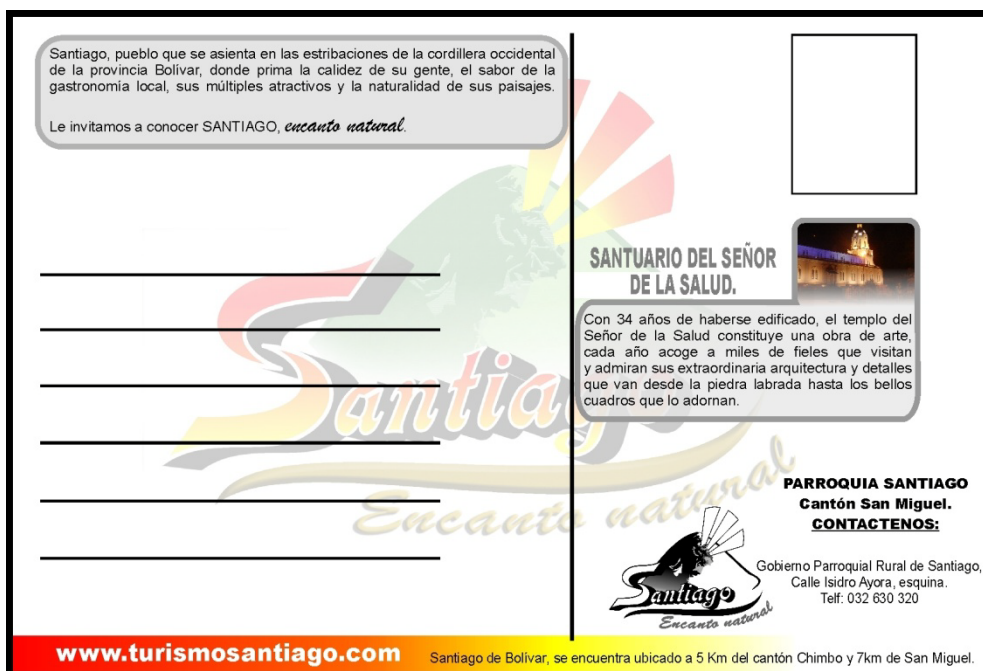 Santiago, pueblo que se asienta en las estribaciones de la cordillera occidental
de la provincia Bolívar, donde prima la calidez de su gente, el sabor de la
gastronomía local, sus múltiples atractivos y la naturalidad de sus paisajes.
Le invitamos a conocer SANTIAGO, encanto natural.
Santiago
Encanto natural
SANTUARIO DEL SEÑOR
DE LA SALUD.
Con 34 años de haberse edificado, el templo del
Señor de la Salud constituye una obra de arte,
cada año acoge a miles de fieles que visitan
y admiran sus extraordinaria arquitectura y detalles
que van desde la piedra labrada hasta los bellos
cuadros que lo adornan.
PARROQUIA SANTIAGO
Cantón San Miguel.
CONTACTENOS:
Gobierno Parroquial Rural de Santiago,
Calle Isidro Ayora, esquina.
Telf: 032 630 320
Santiago
Encanto natural
www.turismosantiago.com
Santiago de Bolívar, se encuentra ubicado a 5 Km del cantón Chimbo y 7km de San Miguel.